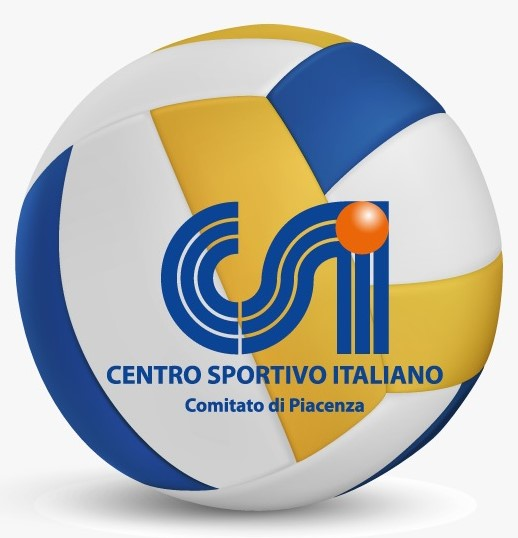 CSI
CENTRO SPORTIVO ITALIANO
Comitato di Piacenza